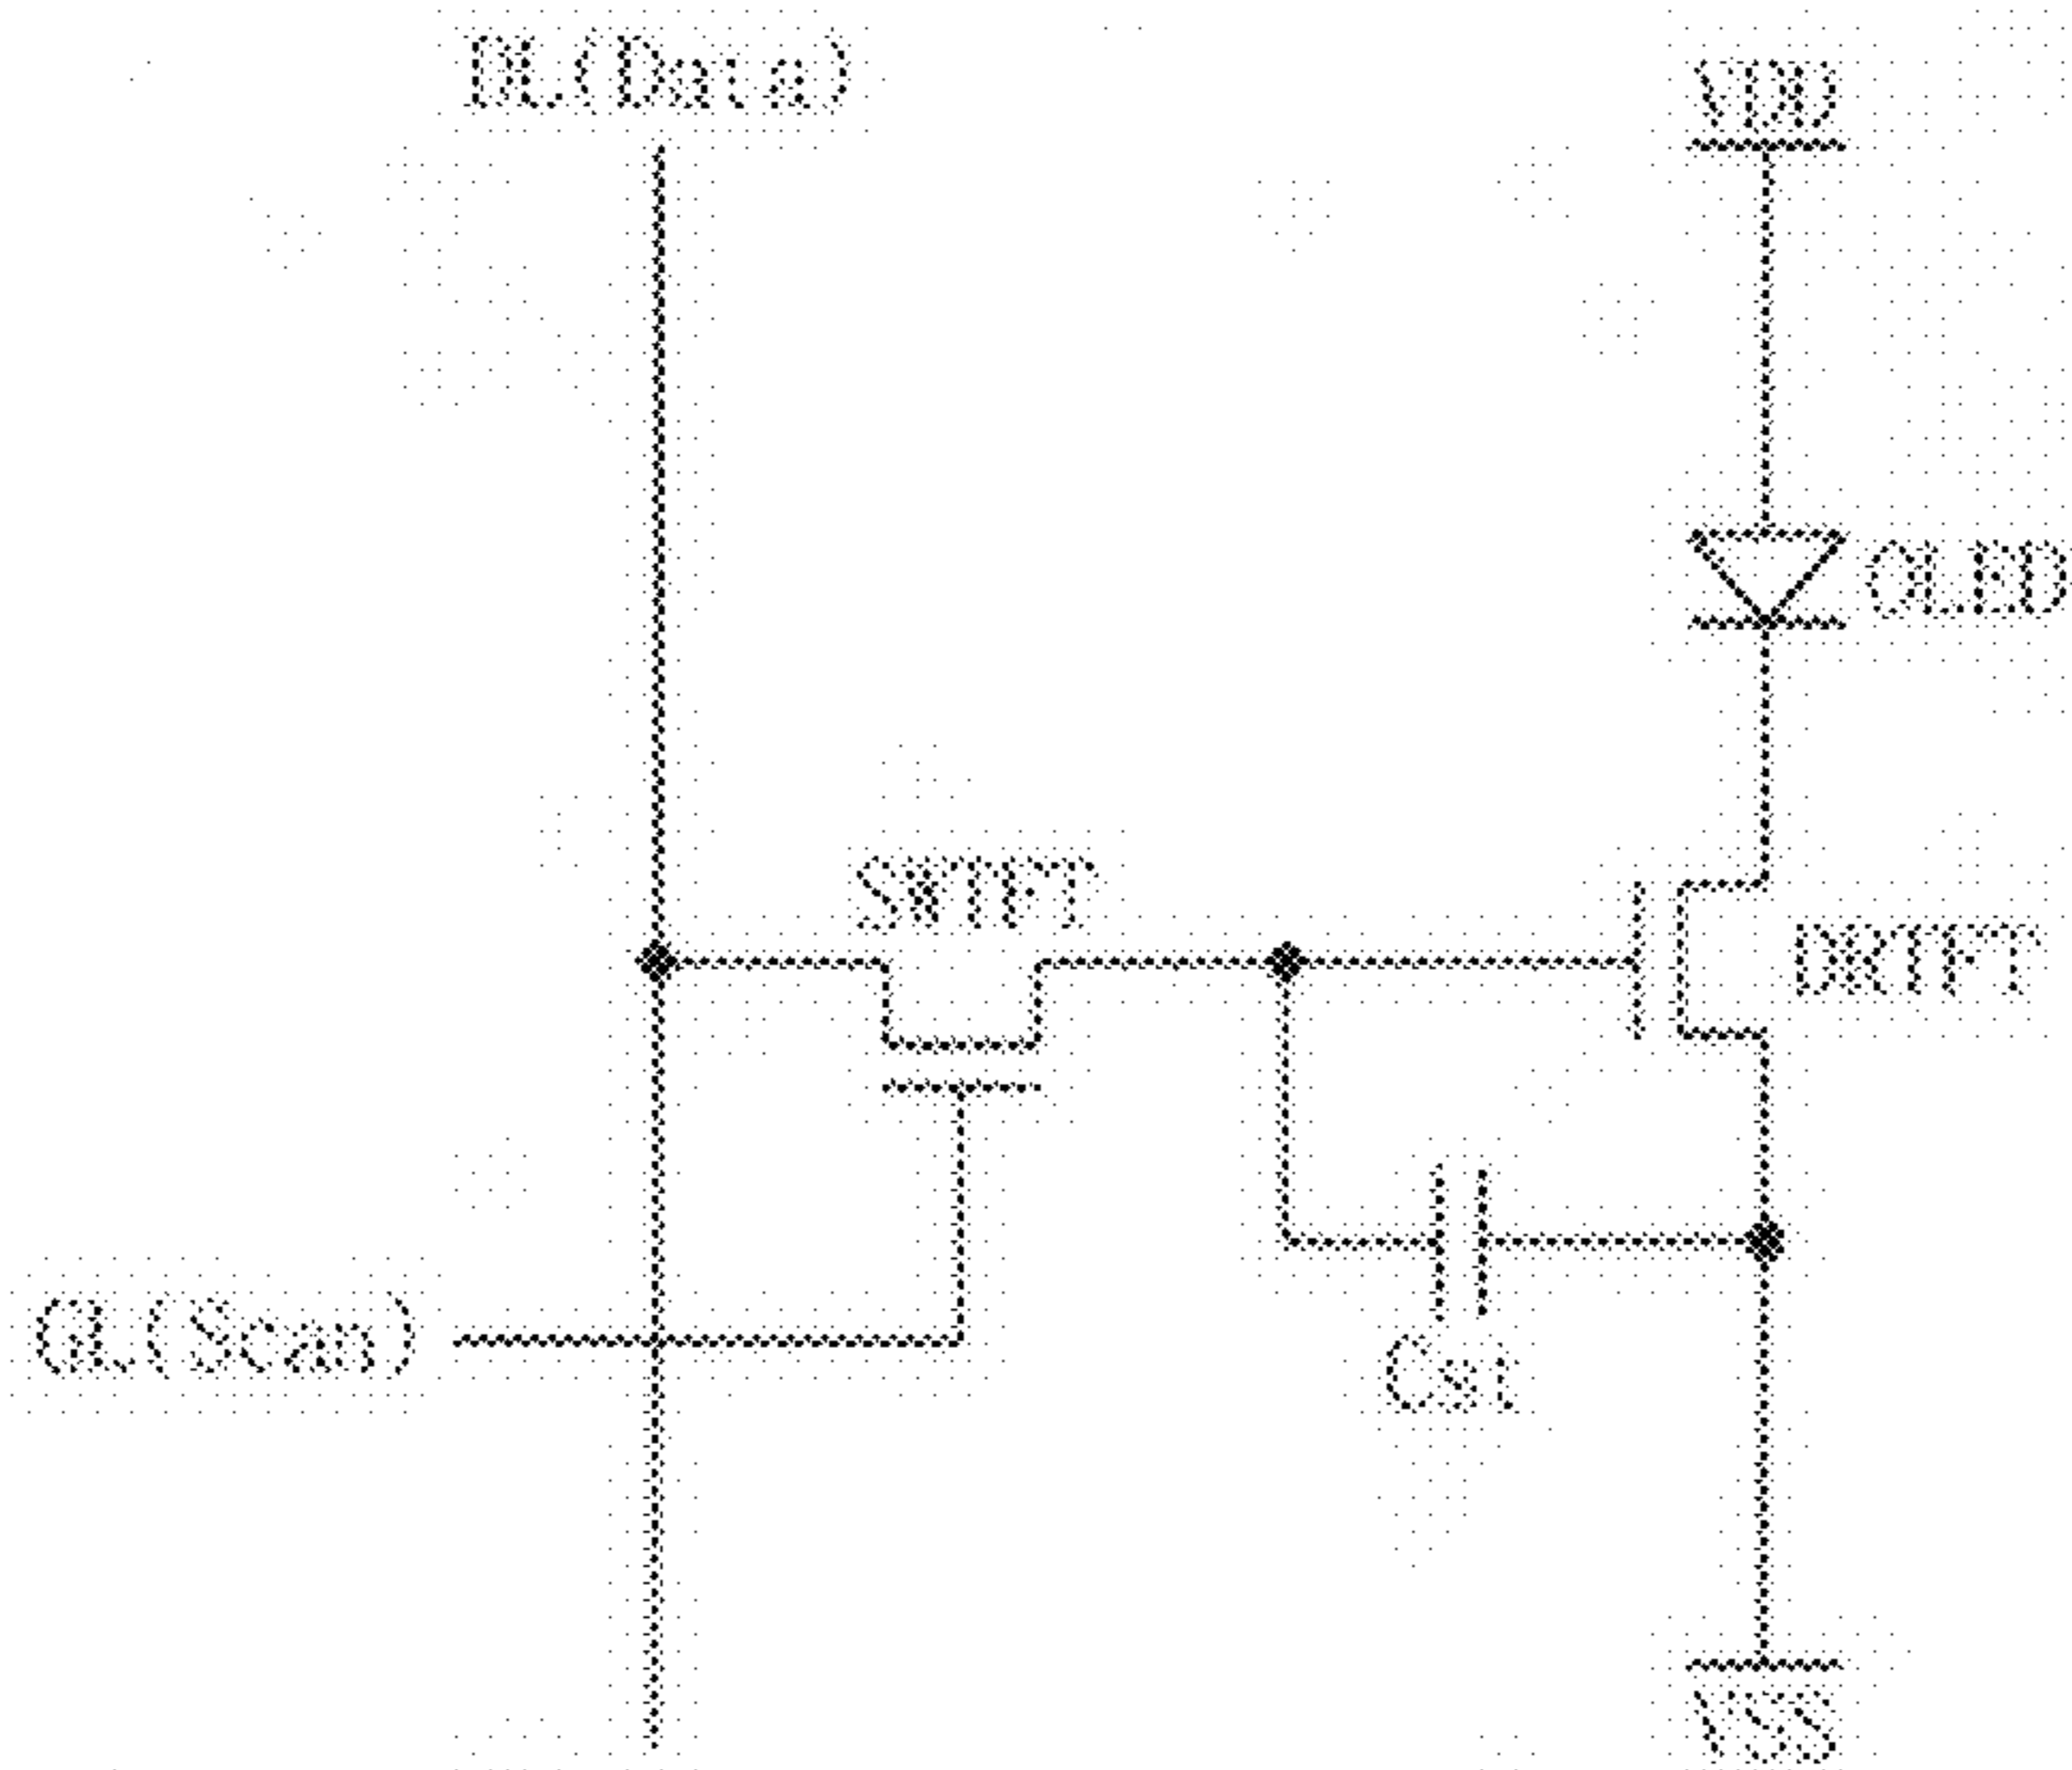 DL(Data)
VDD
OLED
SWTFT
DRTFT
GL(Scan)
Cst
VSS